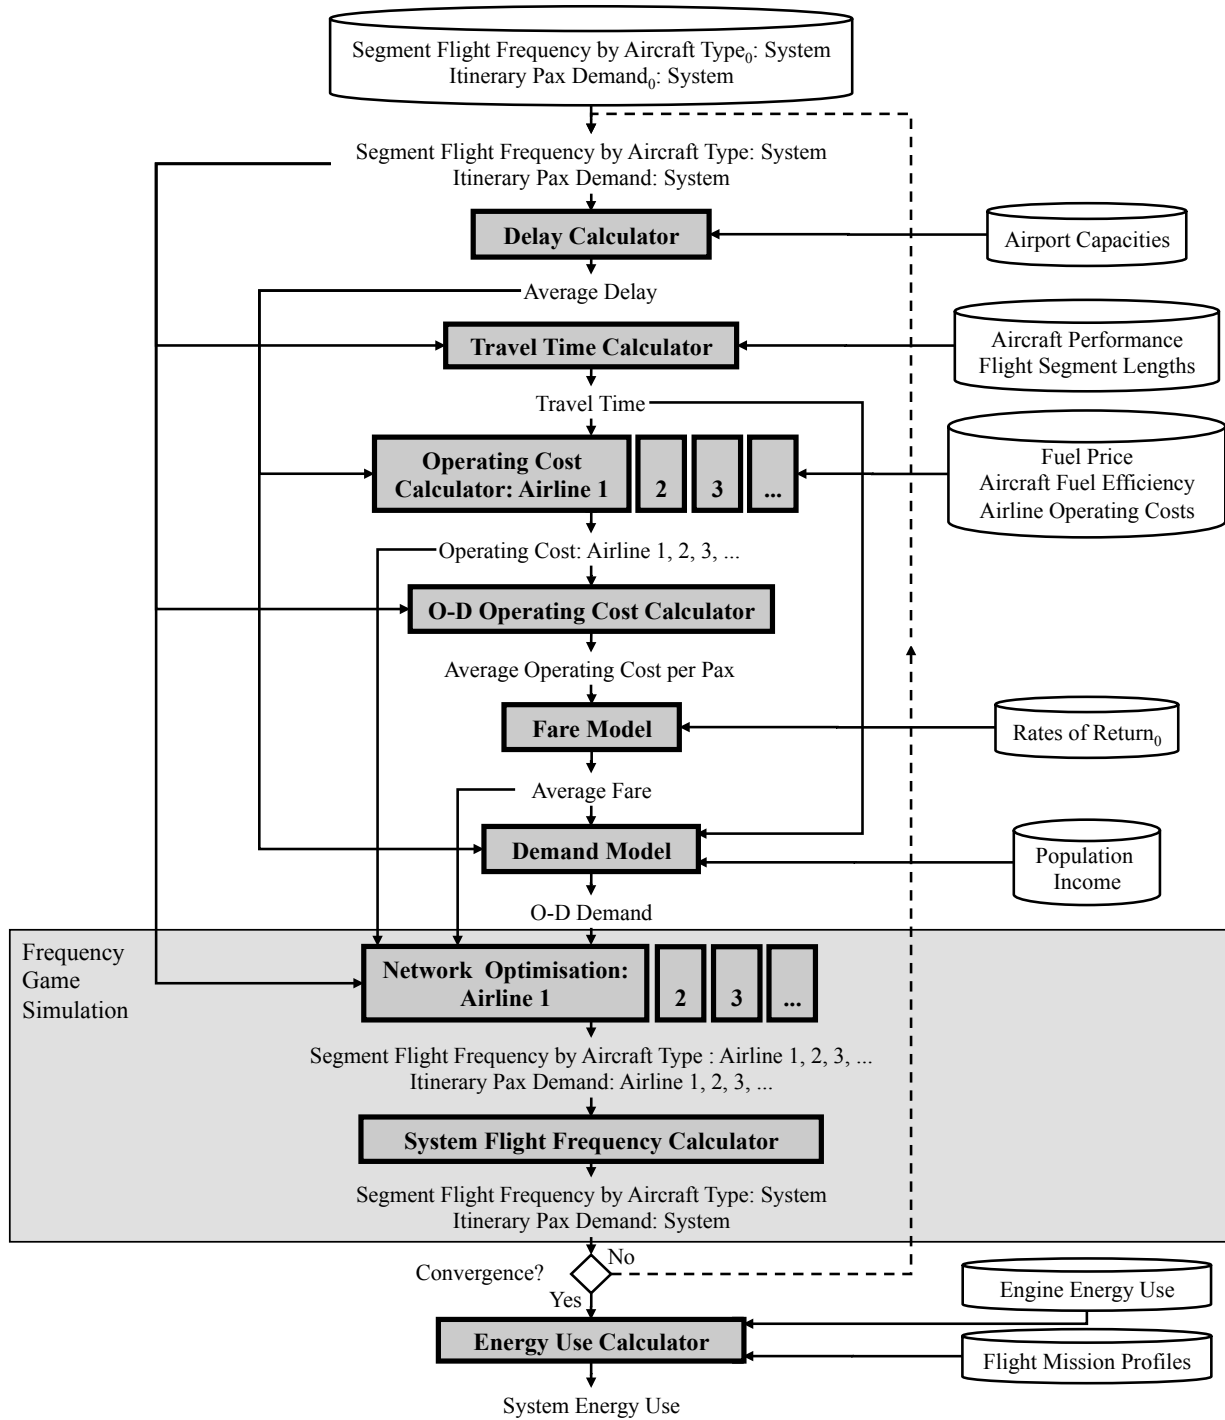 Segment Flight Frequency by Aircraft Type₀: System
Itinerary Pax Demand₀: System
Segment Flight Frequency by Aircraft Type: System
Itinerary Pax Demand: System
Delay Calculator
Airport Capacities
Average Delay
Travel Time Calculator
Aircraft Performance
Flight Segment Lengths
Travel Time
Operating Cost
Calculator: Airline 1
2
3
...
Fuel Price
Aircraft Fuel Efficiency
Airline Operating Costs
Operating Cost: Airline 1, 2, 3, ...
O-D Operating Cost Calculator
Average Operating Cost per Pax
Fare Model
Rates of Return₀
Average Fare
Demand Model
Population
Income
O-D Demand
Frequency
Game
Simulation
Network Optimisation:
Airline 1
2
3
...
Segment Flight Frequency by Aircraft Type : Airline 1, 2, 3, ...
Itinerary Pax Demand: Airline 1, 2, 3, ...
System Flight Frequency Calculator
Segment Flight Frequency by Aircraft Type: System
Itinerary Pax Demand: System
Convergence?
No
Yes
Engine Energy Use
Energy Use Calculator
Flight Mission Profiles
System Energy Use